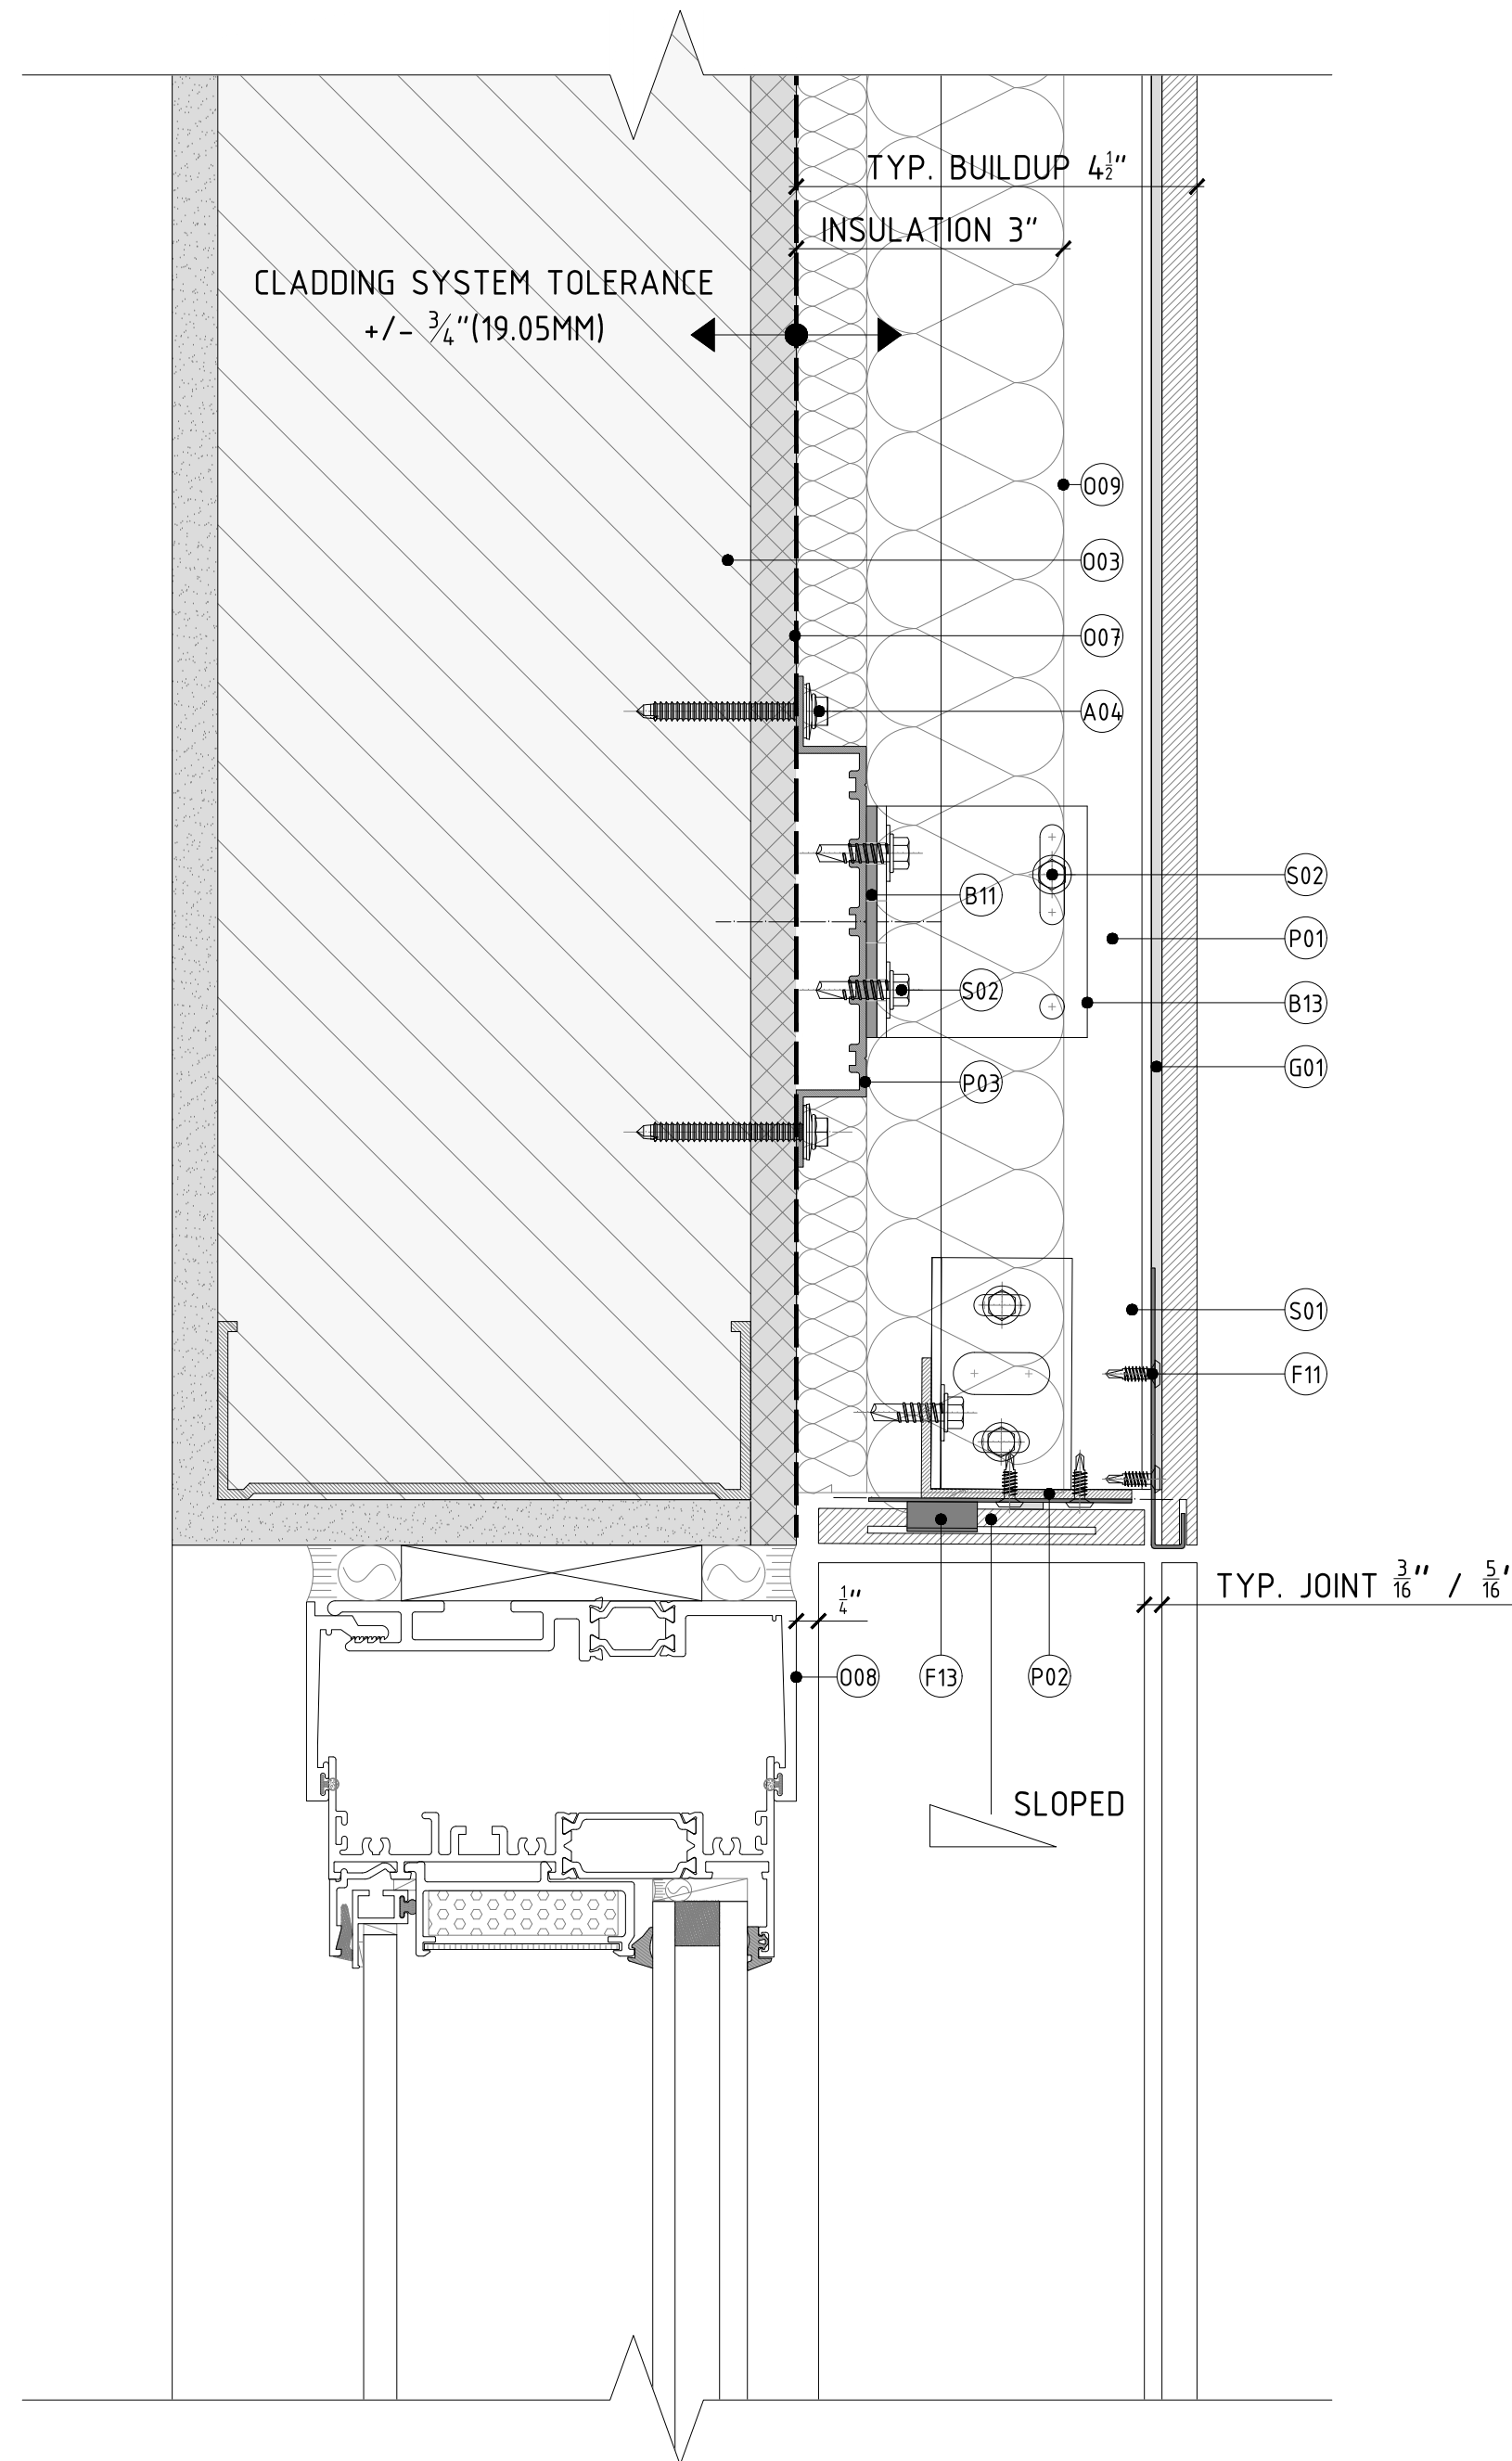 TYP. BUILDUP 4½"
INSULATION 3"
CLADDING SYSTEM TOLERANCE
+/- ¾"(19.05MM)
O09
O03
O07
A04
S02
B11
P01
S02
B13
G01
P03
S01
F11
TYP. JOINT 3/16" / 5/16"
¼"
O08
F13
P02
SLOPED